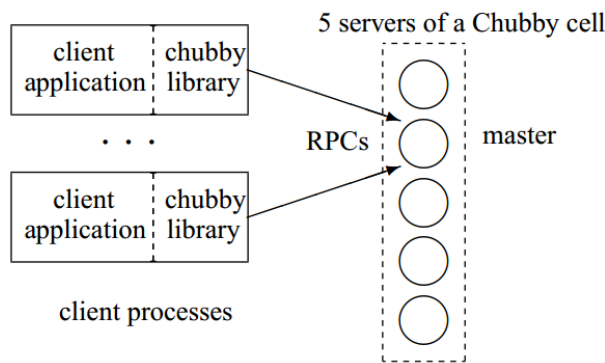 5 servers of a Chubby cell
client application
chubby library
RPCs
master
. . .
client application
chubby library
client processes